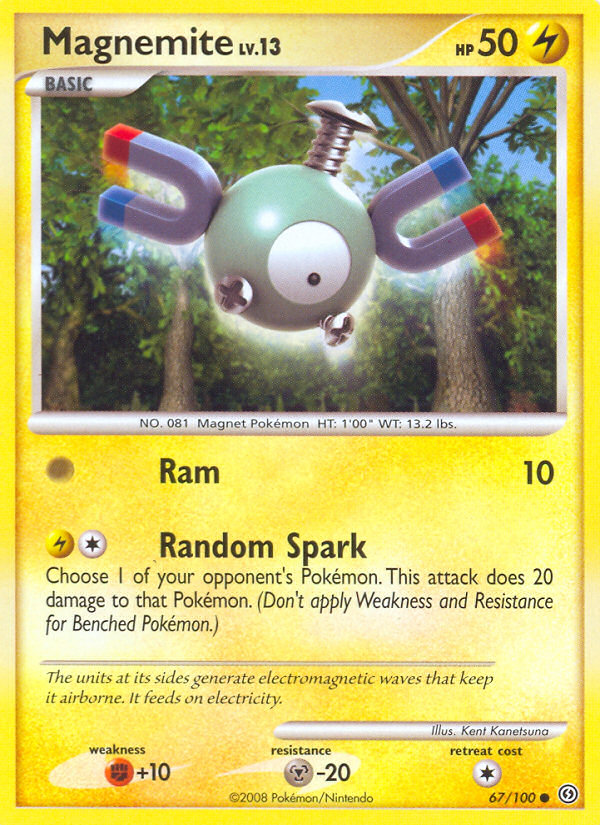 Magnemite LV.13
HP 50
BASIC
NO. 081 Magnet Pokémon HT: 1'00" WT: 13.2 lbs.
Ram 10
Random Spark
Choose 1 of your opponent's Pokémon. This attack does 20
damage to that Pokémon. (Don't apply Weakness and Resistance
for Benched Pokémon.)
The units at its sides generate electromagnetic waves that keep
it airborne. It feeds on electricity.
Illus. Kent Kanetsuna
weakness resistance retreat cost
+10 -20
©2008 Pokémon/Nintendo 67/100